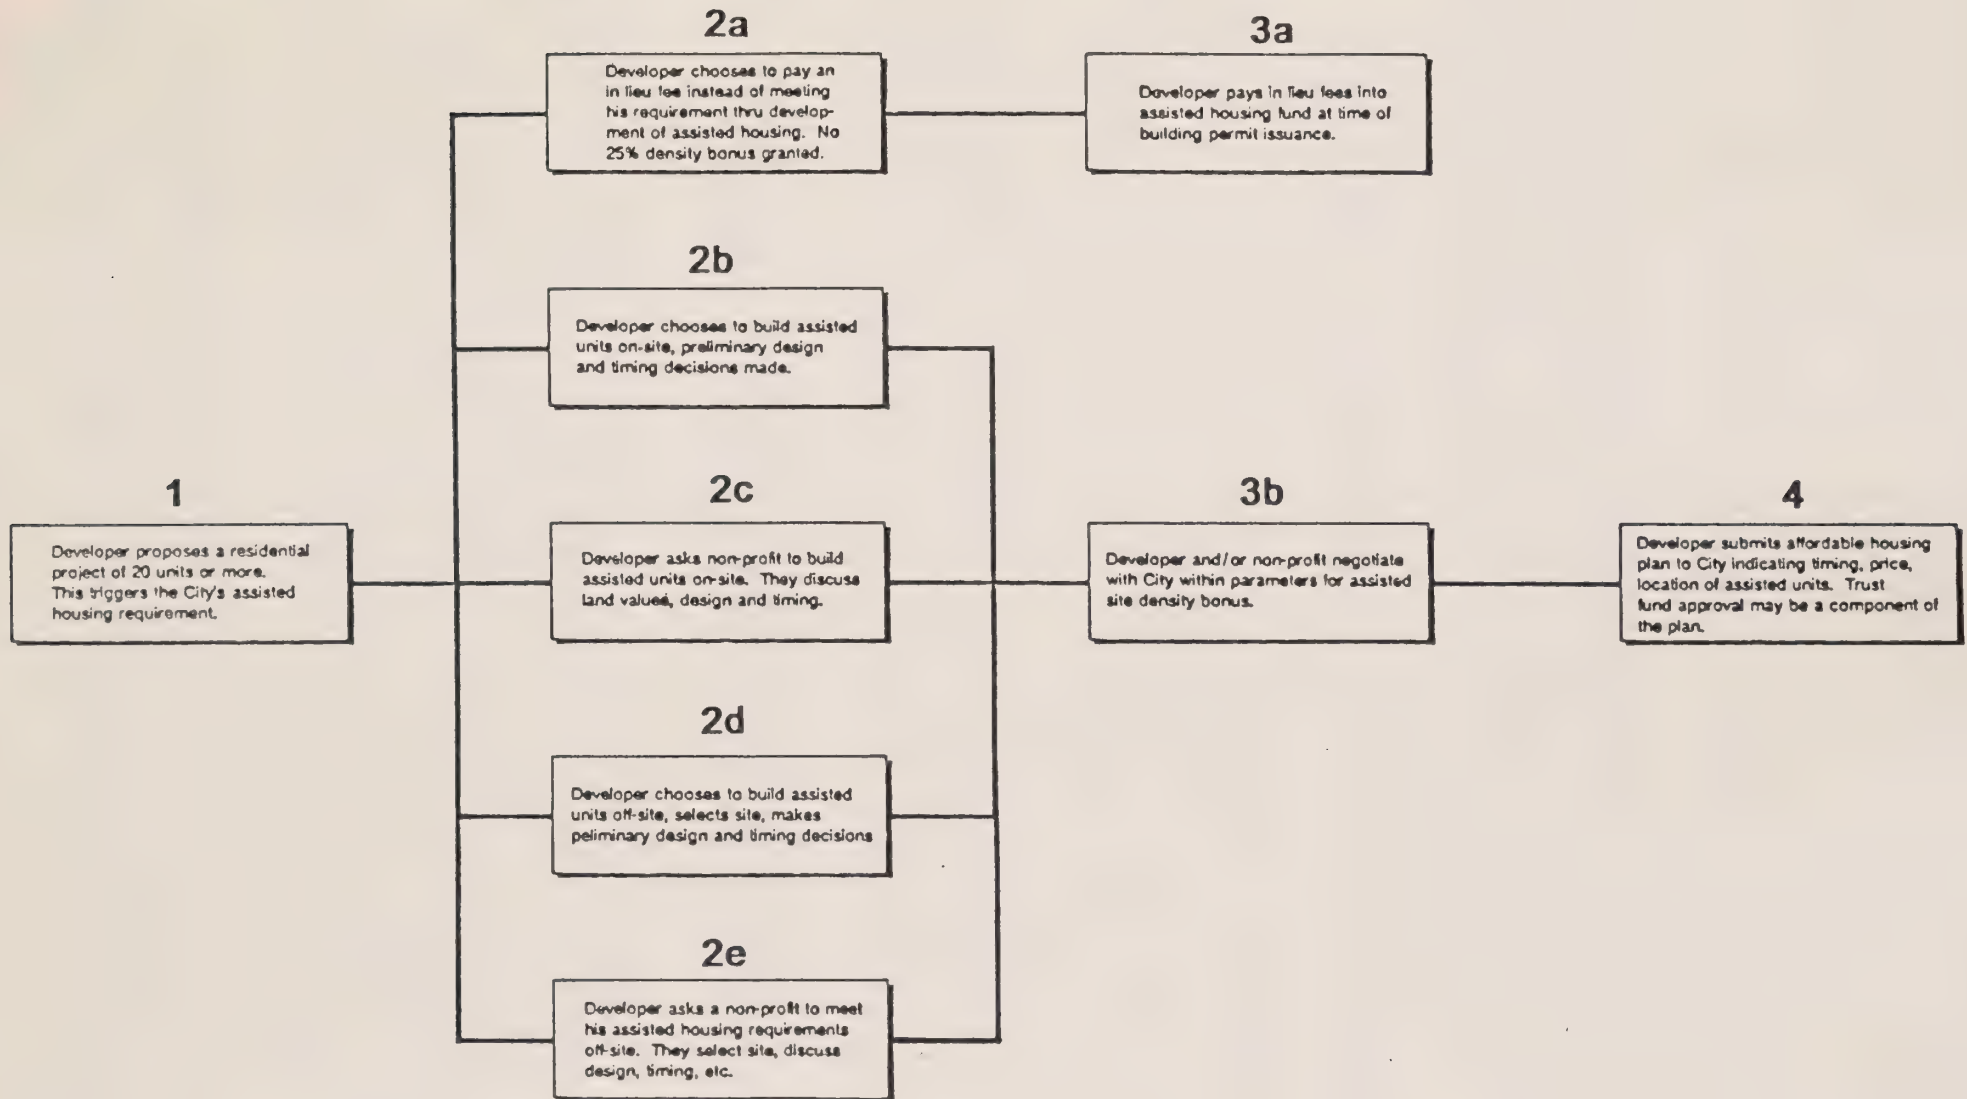 2a
Developer chooses to pay an
in lieu fee instead of meeting
his requirement thru develop-
ment of assisted housing. No
25% density bonus granted.
3a
Developer pays in lieu fees into
assisted housing fund at time of
building permit issuance.
2b
Developer chooses to build assisted
units on-site, preliminary design
and timing decisions made.
1
Developer proposes a residential
project of 20 units or more.
This triggers the City's assisted
housing requirement.
2c
Developer asks non-profit to build
assisted units on-site. They discuss
land values, design and timing.
3b
Developer and/or non-profit negotiate
with City within parameters for assisted
site density bonus.
4
Developer submits affordable housing
plan to City indicating timing, price,
location of assisted units. Trust
fund approval may be a component of
the plan.
2d
Developer chooses to build assisted
units off-site, selects site, makes
peliminary design and timing decisions
2e
Developer asks a non-profit to meet
his assisted housing requirements
off-site. They select site, discuss
design, timing, etc.